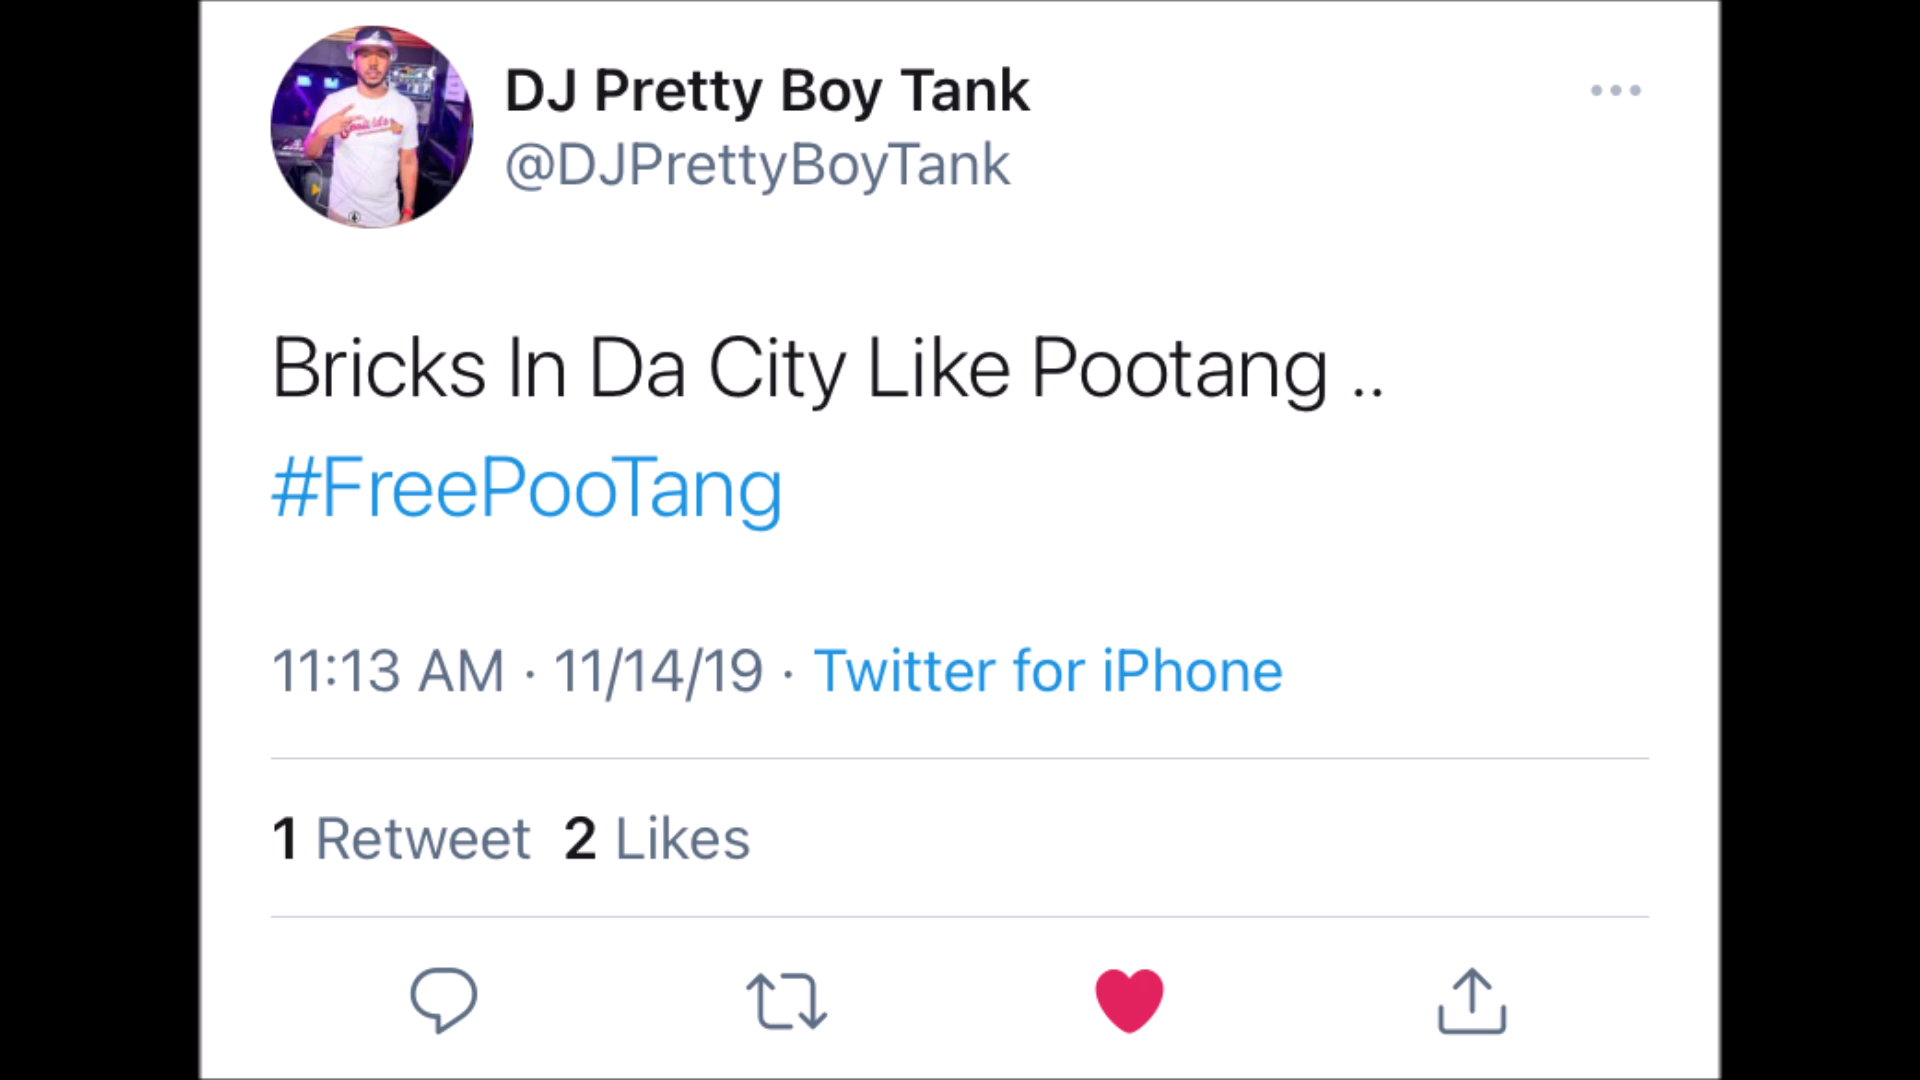 DJ Pretty Boy Tank
@DJPrettyBoyTank
Bricks In Da City Like Pootang ..
#FreePooTang
11:13 AM · 11/14/19 · Twitter for iPhone
1 Retweet 2 Likes